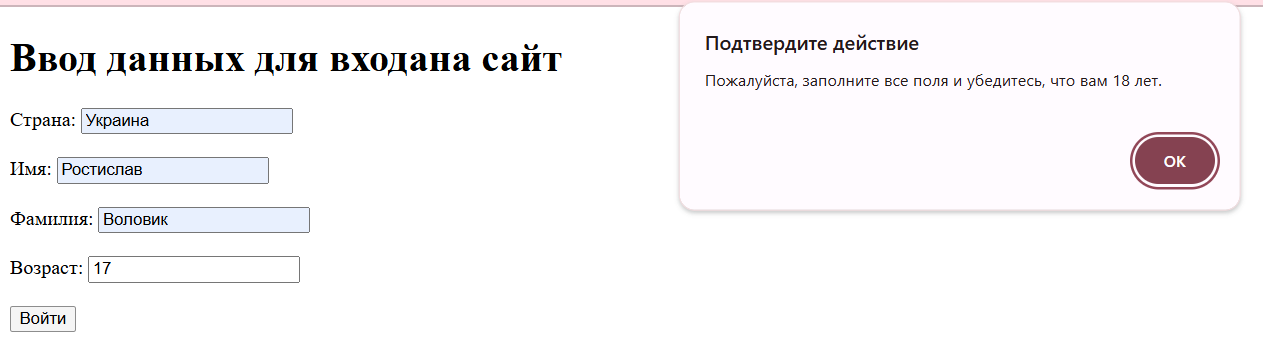 Ввод данных для входана сайт
Страна: Украина
Имя: Ростислав
Фамилия: Воловик
Возраст: 17
Войти
Подтвердите действие
Пожалуйста, заполните все поля и убедитесь, что вам 18 лет.
ОК